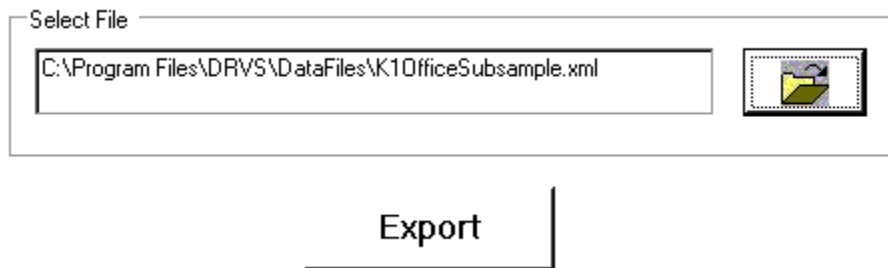 Select File
C:\Program Files\DRVS\DataFiles\K1OfficeSubsample.xml
Export